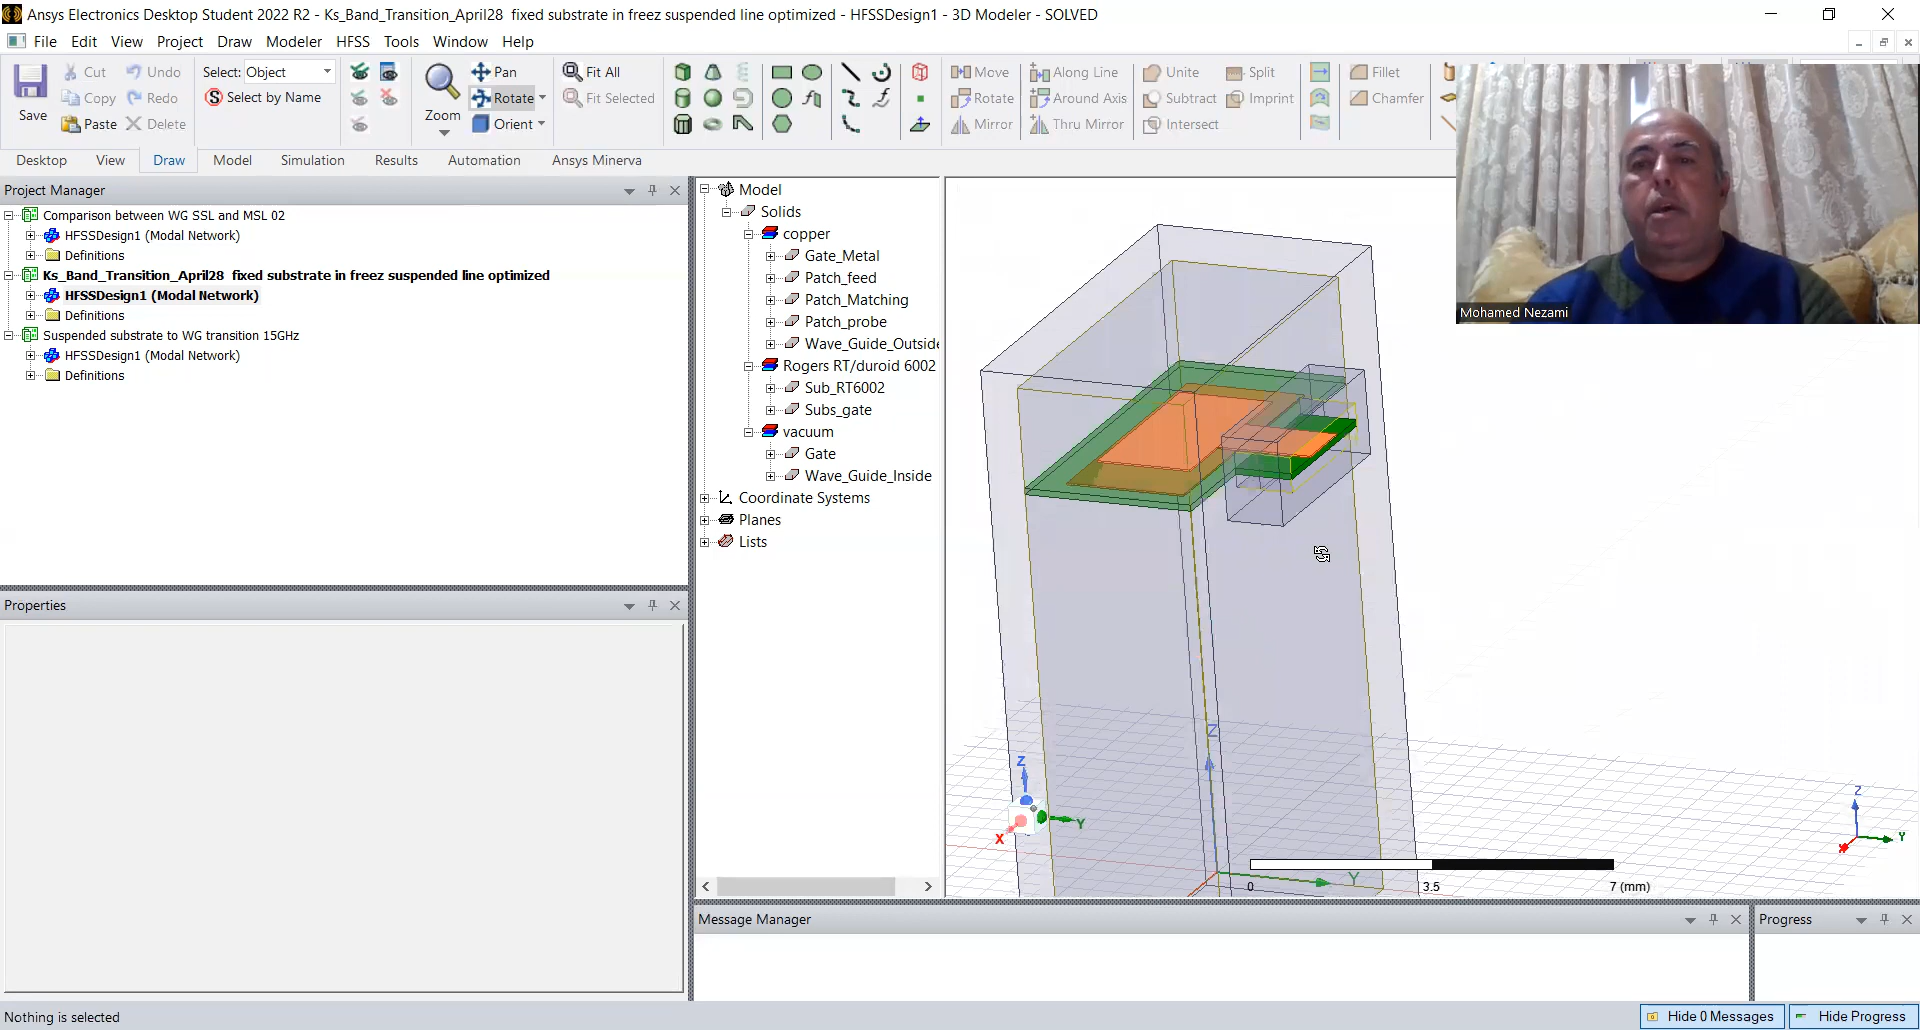 Ansys Electronics Desktop Student 2022 R2 - Ks_Band_Transition_April28 fixed substrate in freez suspended line optimized - HFSSDesign1 - 3D Modeler - SOLVED
File Edit View Project Draw Modeler HFSS Tools Window Help
Save
Cut
Copy
Paste
Undo
Redo
Delete
Select: Object
Select by Name
Zoom
Pan
Rotate
Orient
Fit All
Fit Selected
Move
Rotate
Mirror
Along Line
Around Axis
Thru Mirror
Unite
Subtract
Intersect
Split
Imprint
Fillet
Chamfer
Desktop View Draw Model Simulation Results Automation Ansys Minerva
Project Manager
Comparison between WG SSL and MSL 02
HFSSDesign1 (Modal Network)
Definitions
Ks_Band_Transition_April28 fixed substrate in freez suspended line optimized
HFSSDesign1 (Modal Network)
Definitions
Suspended substrate to WG transition 15GHz
HFSSDesign1 (Modal Network)
Definitions
Properties
Model
Solids
copper
Gate_Metal
Patch_feed
Patch_Matching
Patch_probe
Wave_Guide_Outside
Rogers RT/duroid 6002
Sub_RT6002
Subs_gate
vacuum
Gate
Wave_Guide_Inside
Coordinate Systems
Planes
Lists
Mohamed Nezami
Z
Z
Y
X
Y
0 3.5 7 (mm)
Z
Y
X
Message Manager
Progress
Nothing is selected
Hide 0 Messages
Hide Progress